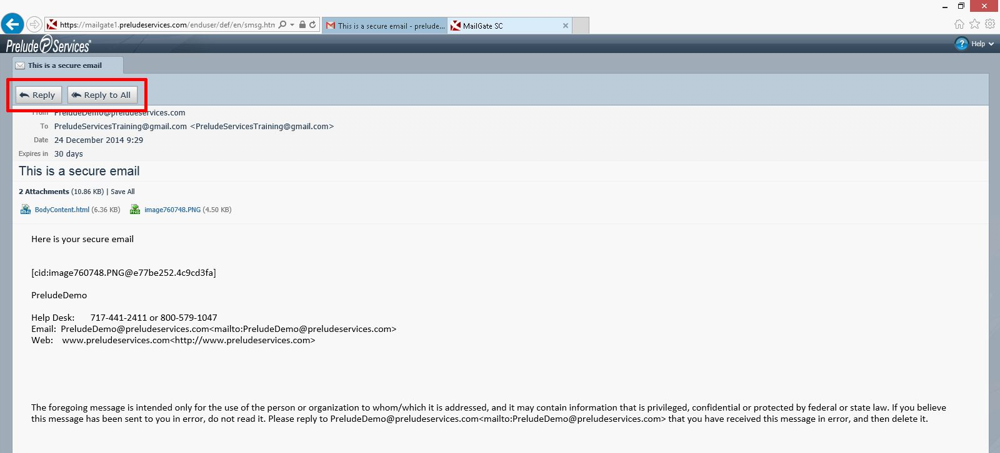 https://mailgate1.preludeservices.com/enduser/def/en/smsg.htm
This is a secure email - prelude...
MailGate SC
Prelude Services
? Help
This is a secure email
Reply Reply to All
From PreludeDemo@preludeservices.com
To PreludeServicesTraining@gmail.com <PreludeServicesTraining@gmail.com>
Date 24 December 2014 9:29
Expires in 30 days
This is a secure email
2 Attachments (10.86 KB) | Save All
HTML BodyContent.html (6.36 KB) PNG image760748.PNG (4.50 KB)
Here is your secure email
[cid:image760748.PNG@e77be252.4c9cd3fa]
PreludeDemo
Help Desk: 717-441-2411 or 800-579-1047
Email: PreludeDemo@preludeservices.com<mailto:PreludeDemo@preludeservices.com>
Web: www.preludeservices.com<http://www.preludeservices.com>
The foregoing message is intended only for the use of the person or organization to whom/which it is addressed, and it may contain information that is privileged, confidential or protected by federal or state law. If you believe
this message has been sent to you in error, do not read it. Please reply to PreludeDemo@preludeservices.com<mailto:PreludeDemo@preludeservices.com> that you have received this message in error, and then delete it.